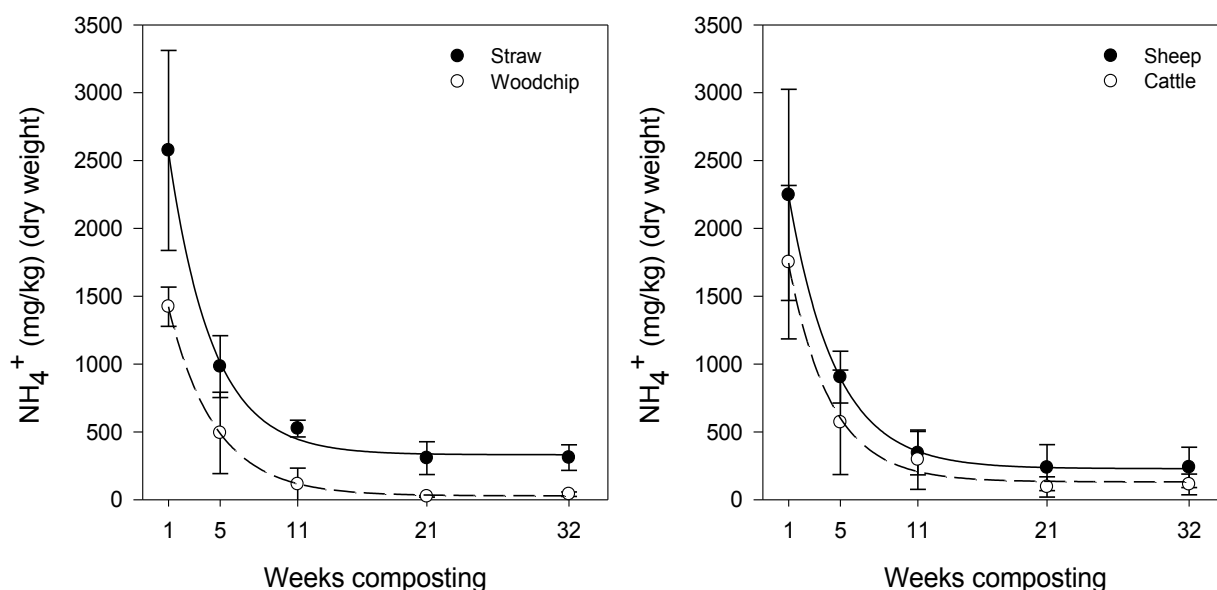 3500
3000
2500
2000
1500
1000
500
0
NH₄⁺ (mg/kg) (dry weight)
Straw
Woodchip
1 5 11 21 32
Weeks composting
3500
3000
2500
2000
1500
1000
500
0
NH₄⁺ (mg/kg) (dry weight)
Sheep
Cattle
1 5 11 21 32
Weeks composting